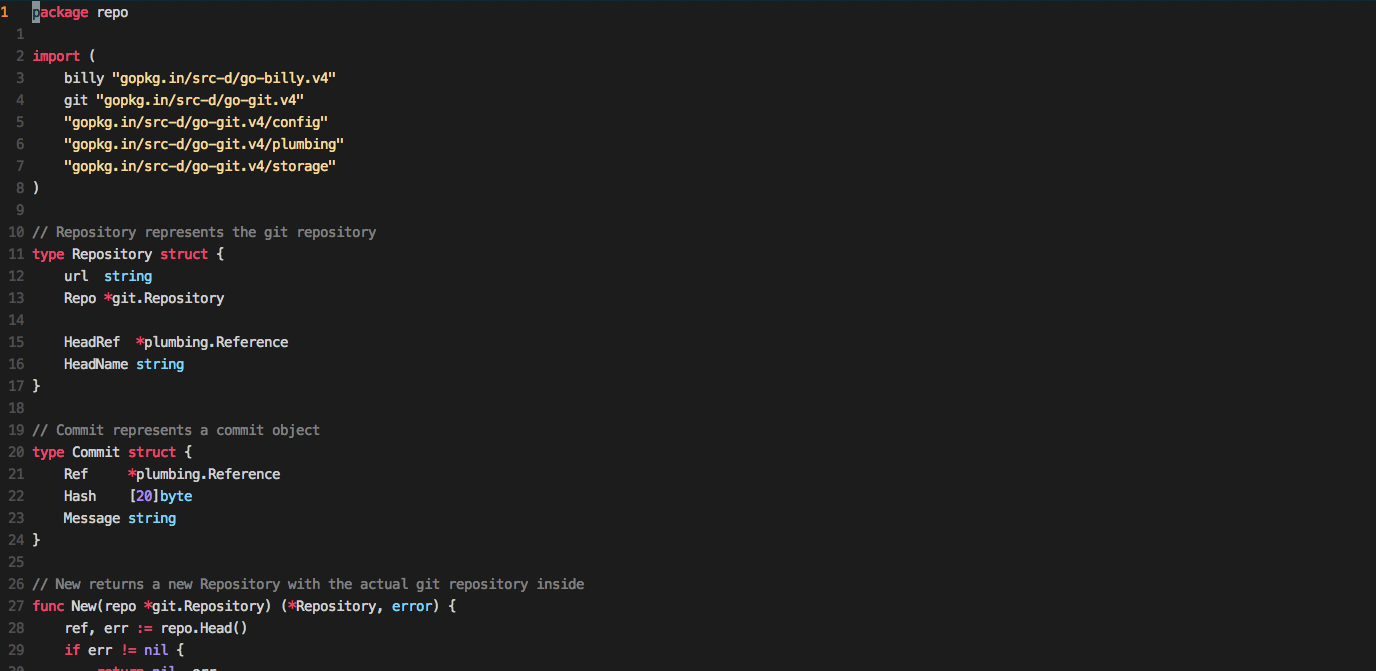 1 package repo
1
2 import (
3     billy "gopkg.in/src-d/go-billy.v4"
4     git "gopkg.in/src-d/go-git.v4"
5     "gopkg.in/src-d/go-git.v4/config"
6     "gopkg.in/src-d/go-git.v4/plumbing"
7     "gopkg.in/src-d/go-git.v4/storage"
8 )
9
10 // Repository represents the git repository
11 type Repository struct {
12     url  string
13     Repo *git.Repository
14
15     HeadRef  *plumbing.Reference
16     HeadName string
17 }
18
19 // Commit represents a commit object
20 type Commit struct {
21     Ref     *plumbing.Reference
22     Hash    [20]byte
23     Message string
24 }
25
26 // New returns a new Repository with the actual git repository inside
27 func New(repo *git.Repository) (*Repository, error) {
28     ref, err := repo.Head()
29     if err != nil {
30         return nil, err